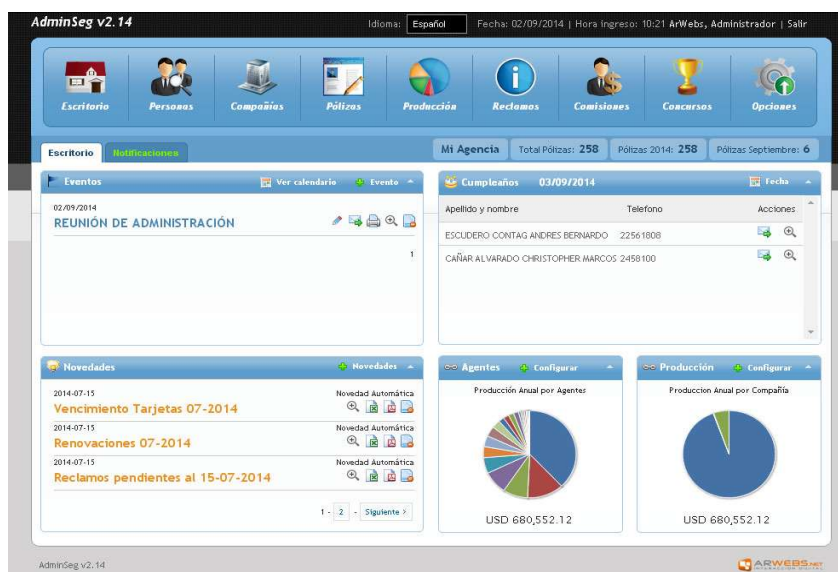 AdminSeg v2.14
Idioma: Español Fecha: 02/09/2014 | Hora ingreso: 10:21 ArWebs, Administrador | Salir
Escritorio Personas Compañías Pólizas Producción Reclamos Comisiones Concursos Opciones
Escritorio Notificaciones
Mi Agencia Total Pólizas: 258 Pólizas 2014: 258 Pólizas Septiembre: 6
Eventos Ver calendario Evento
02/09/2014
REUNIÓN DE ADMINISTRACIÓN
1
Cumpleaños 03/09/2014 Fecha
Apellido y nombre Telefono Acciones
ESCUDERO CONTAG ANDRES BERNARDO 22561808
CAÑAR ALVARADO CHRISTOPHER MARCOS 2458100
Novedades Novedades
2014-07-15 Novedad Automática
Vencimiento Tarjetas 07-2014
2014-07-15 Novedad Automática
Renovaciones 07-2014
2014-07-15 Novedad Automática
Reclamos pendientes al 15-07-2014
1 - 2 - Siguiente >
Agentes Configurar
Producción Anual por Agentes
USD 680,552.12
Producción Configurar
Produccion Anual por Compañía
USD 680,552.12
AdminSeg v2.14
ARWEBS.NET